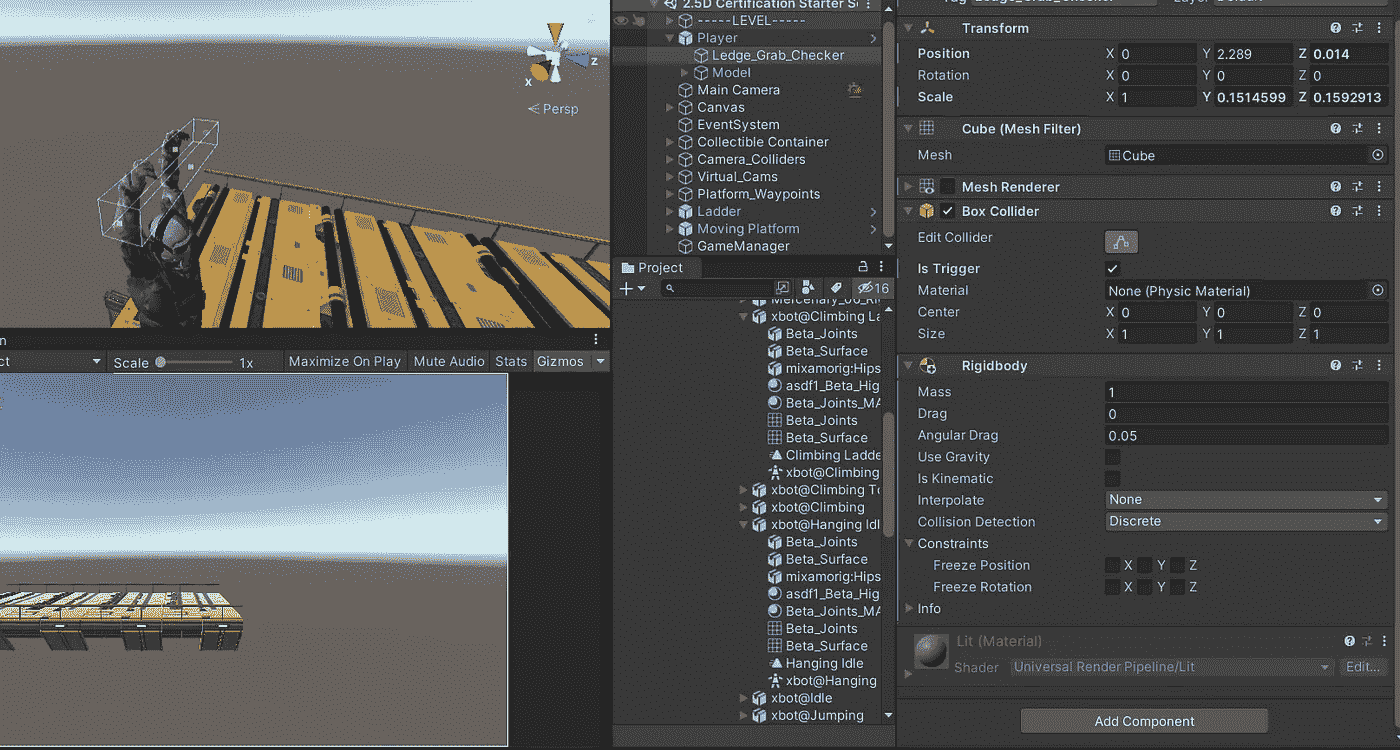 x
z
Persp
Scale 1x Maximize On Play Mute Audio Stats Gizmos
2.5D Certification Starter S
-----LEVEL-----
Player
Ledge_Grab_Checker
Model
Main Camera
Canvas
EventSystem
Collectible Container
Camera_Colliders
Virtual_Cams
Platform_Waypoints
Ladder
Moving Platform
GameManager
Project
16
xbot@Climbing La
Beta_Joints
Beta_Surface
mixamorig:Hips
asdf1_Beta_Hig
Beta_Joints_MA
Beta_Joints
Beta_Surface
Climbing Ladde
xbot@Climbing
xbot@Climbing To
xbot@Climbing
xbot@Hanging Idl
Beta_Joints
Beta_Surface
mixamorig:Hips
asdf1_Beta_Hig
Beta_Joints_MA
Beta_Joints
Beta_Surface
Hanging Idle
xbot@Hanging
xbot@Idle
xbot@Jumping
Transform
Position X 0 Y 2.289 Z 0.014
Rotation X 0 Y 0 Z 0
Scale X 1 Y 0.1514599 Z 0.1592913
Cube (Mesh Filter)
Mesh Cube
Mesh Renderer
Box Collider
Edit Collider
Is Trigger
Material None (Physic Material)
Center X 0 Y 0 Z 0
Size X 1 Y 1 Z 1
Rigidbody
Mass 1
Drag 0
Angular Drag 0.05
Use Gravity
Is Kinematic
Interpolate None
Collision Detection Discrete
Constraints
Freeze Position X Y Z
Freeze Rotation X Y Z
Info
Lit (Material)
Shader Universal Render Pipeline/Lit Edit...
Add Component